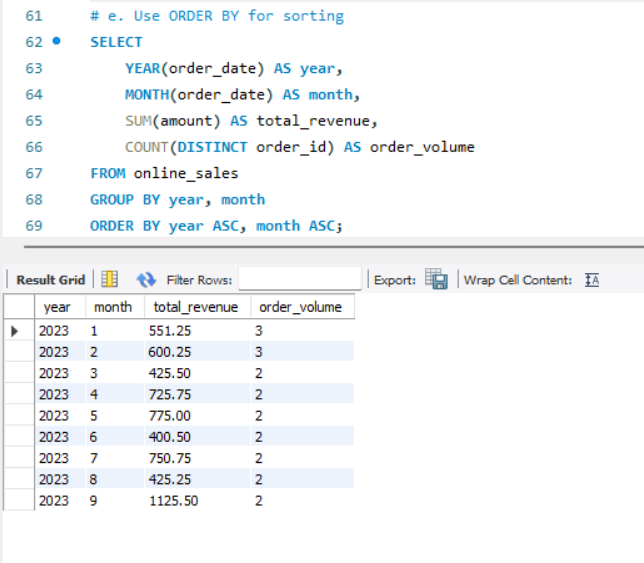 61 # e. Use ORDER BY for sorting
62 SELECT
63 YEAR(order_date) AS year,
64 MONTH(order_date) AS month,
65 SUM(amount) AS total_revenue,
66 COUNT(DISTINCT order_id) AS order_volume
67 FROM online_sales
68 GROUP BY year, month
69 ORDER BY year ASC, month ASC;
Result Grid Filter Rows: Export: Wrap Cell Content: IA
year month total_revenue order_volume
2023 1 551.25 3
2023 2 600.25 3
2023 3 425.50 2
2023 4 725.75 2
2023 5 775.00 2
2023 6 400.50 2
2023 7 750.75 2
2023 8 425.25 2
2023 9 1125.50 2